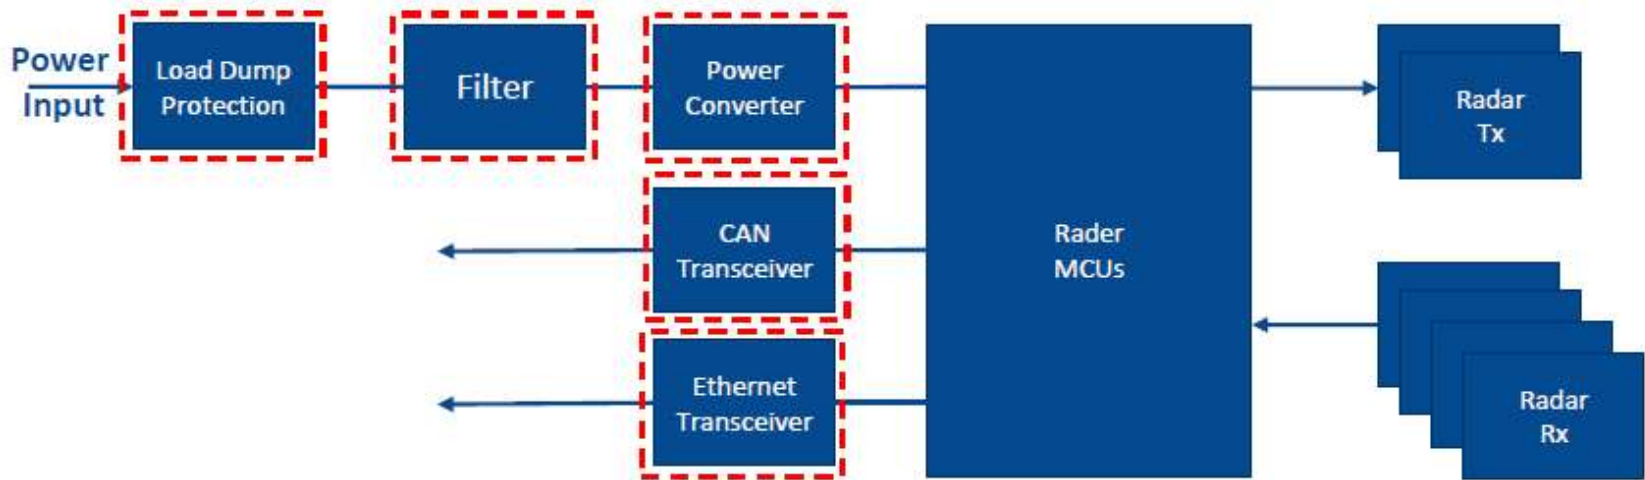 Power
Input
Load Dump
Protection
Filter
Power
Converter
CAN
Transceiver
Ethernet
Transceiver
Rader
MCUs
Radar
Tx
Radar
Rx